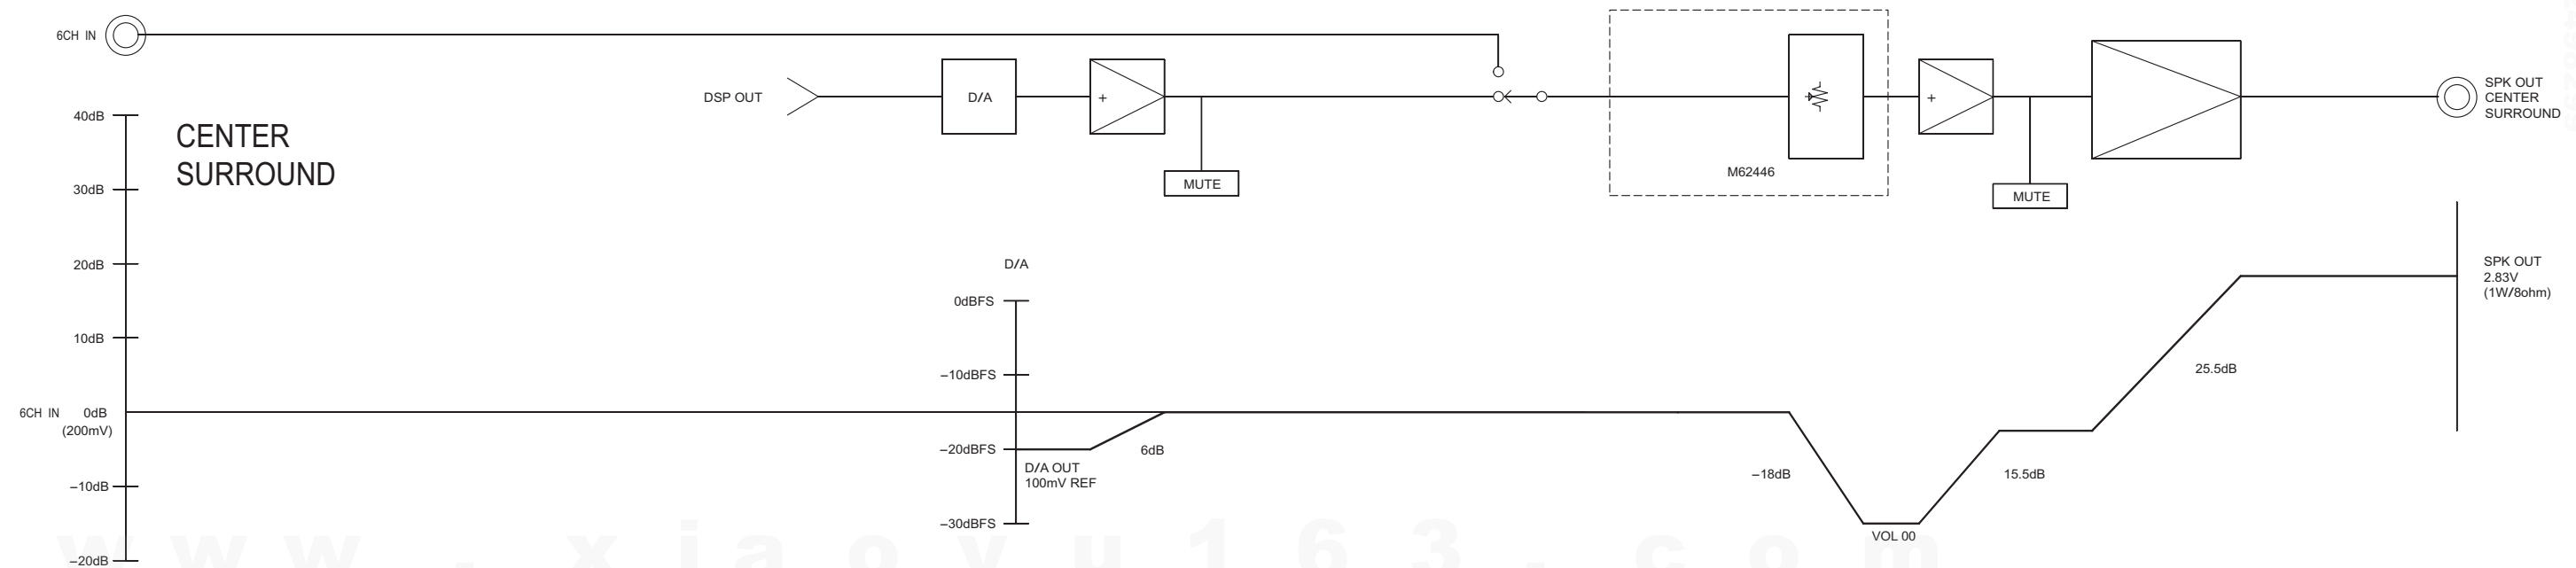 6CH IN
DSP OUT
D/A
+
MUTE
M62446
+
MUTE
SPK OUT
CENTER
SURROUND
CENTER
SURROUND
40dB
30dB
20dB
10dB
6CH IN 0dB
(200mV)
−10dB
−20dB
D/A
0dBFS
−10dBFS
−20dBFS
−30dBFS
D/A OUT
100mV REF
6dB
−18dB
VOL 00
15.5dB
25.5dB
SPK OUT
2.83V
(1W/8ohm)
www.xiaoyu163.com